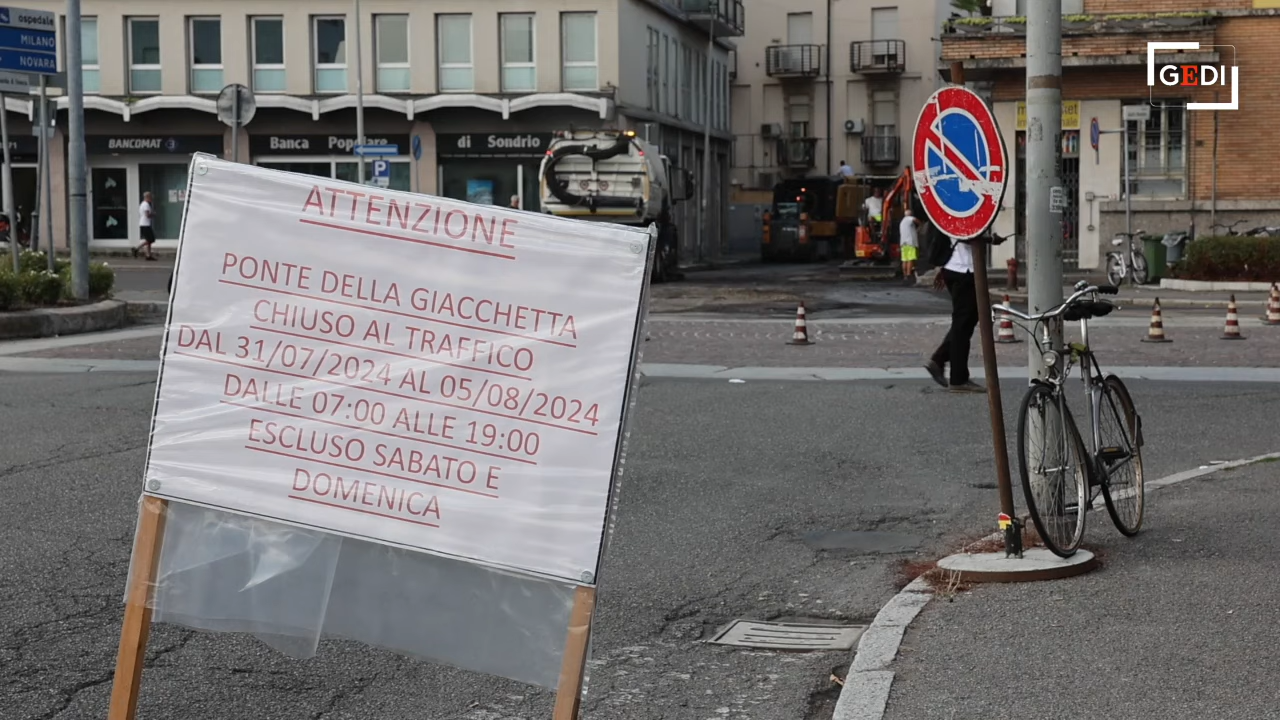 ospedale
MILANO
NOVARA
BANCOMAT
Banca Popolare di Sondrio
P
GEDI
ATTENZIONE
PONTE DELLA GIACCHETTA
CHIUSO AL TRAFFICO
DAL 31/07/2024 AL 05/08/2024
DALLE 07:00 ALLE 19:00
ESCLUSO SABATO E
DOMENICA